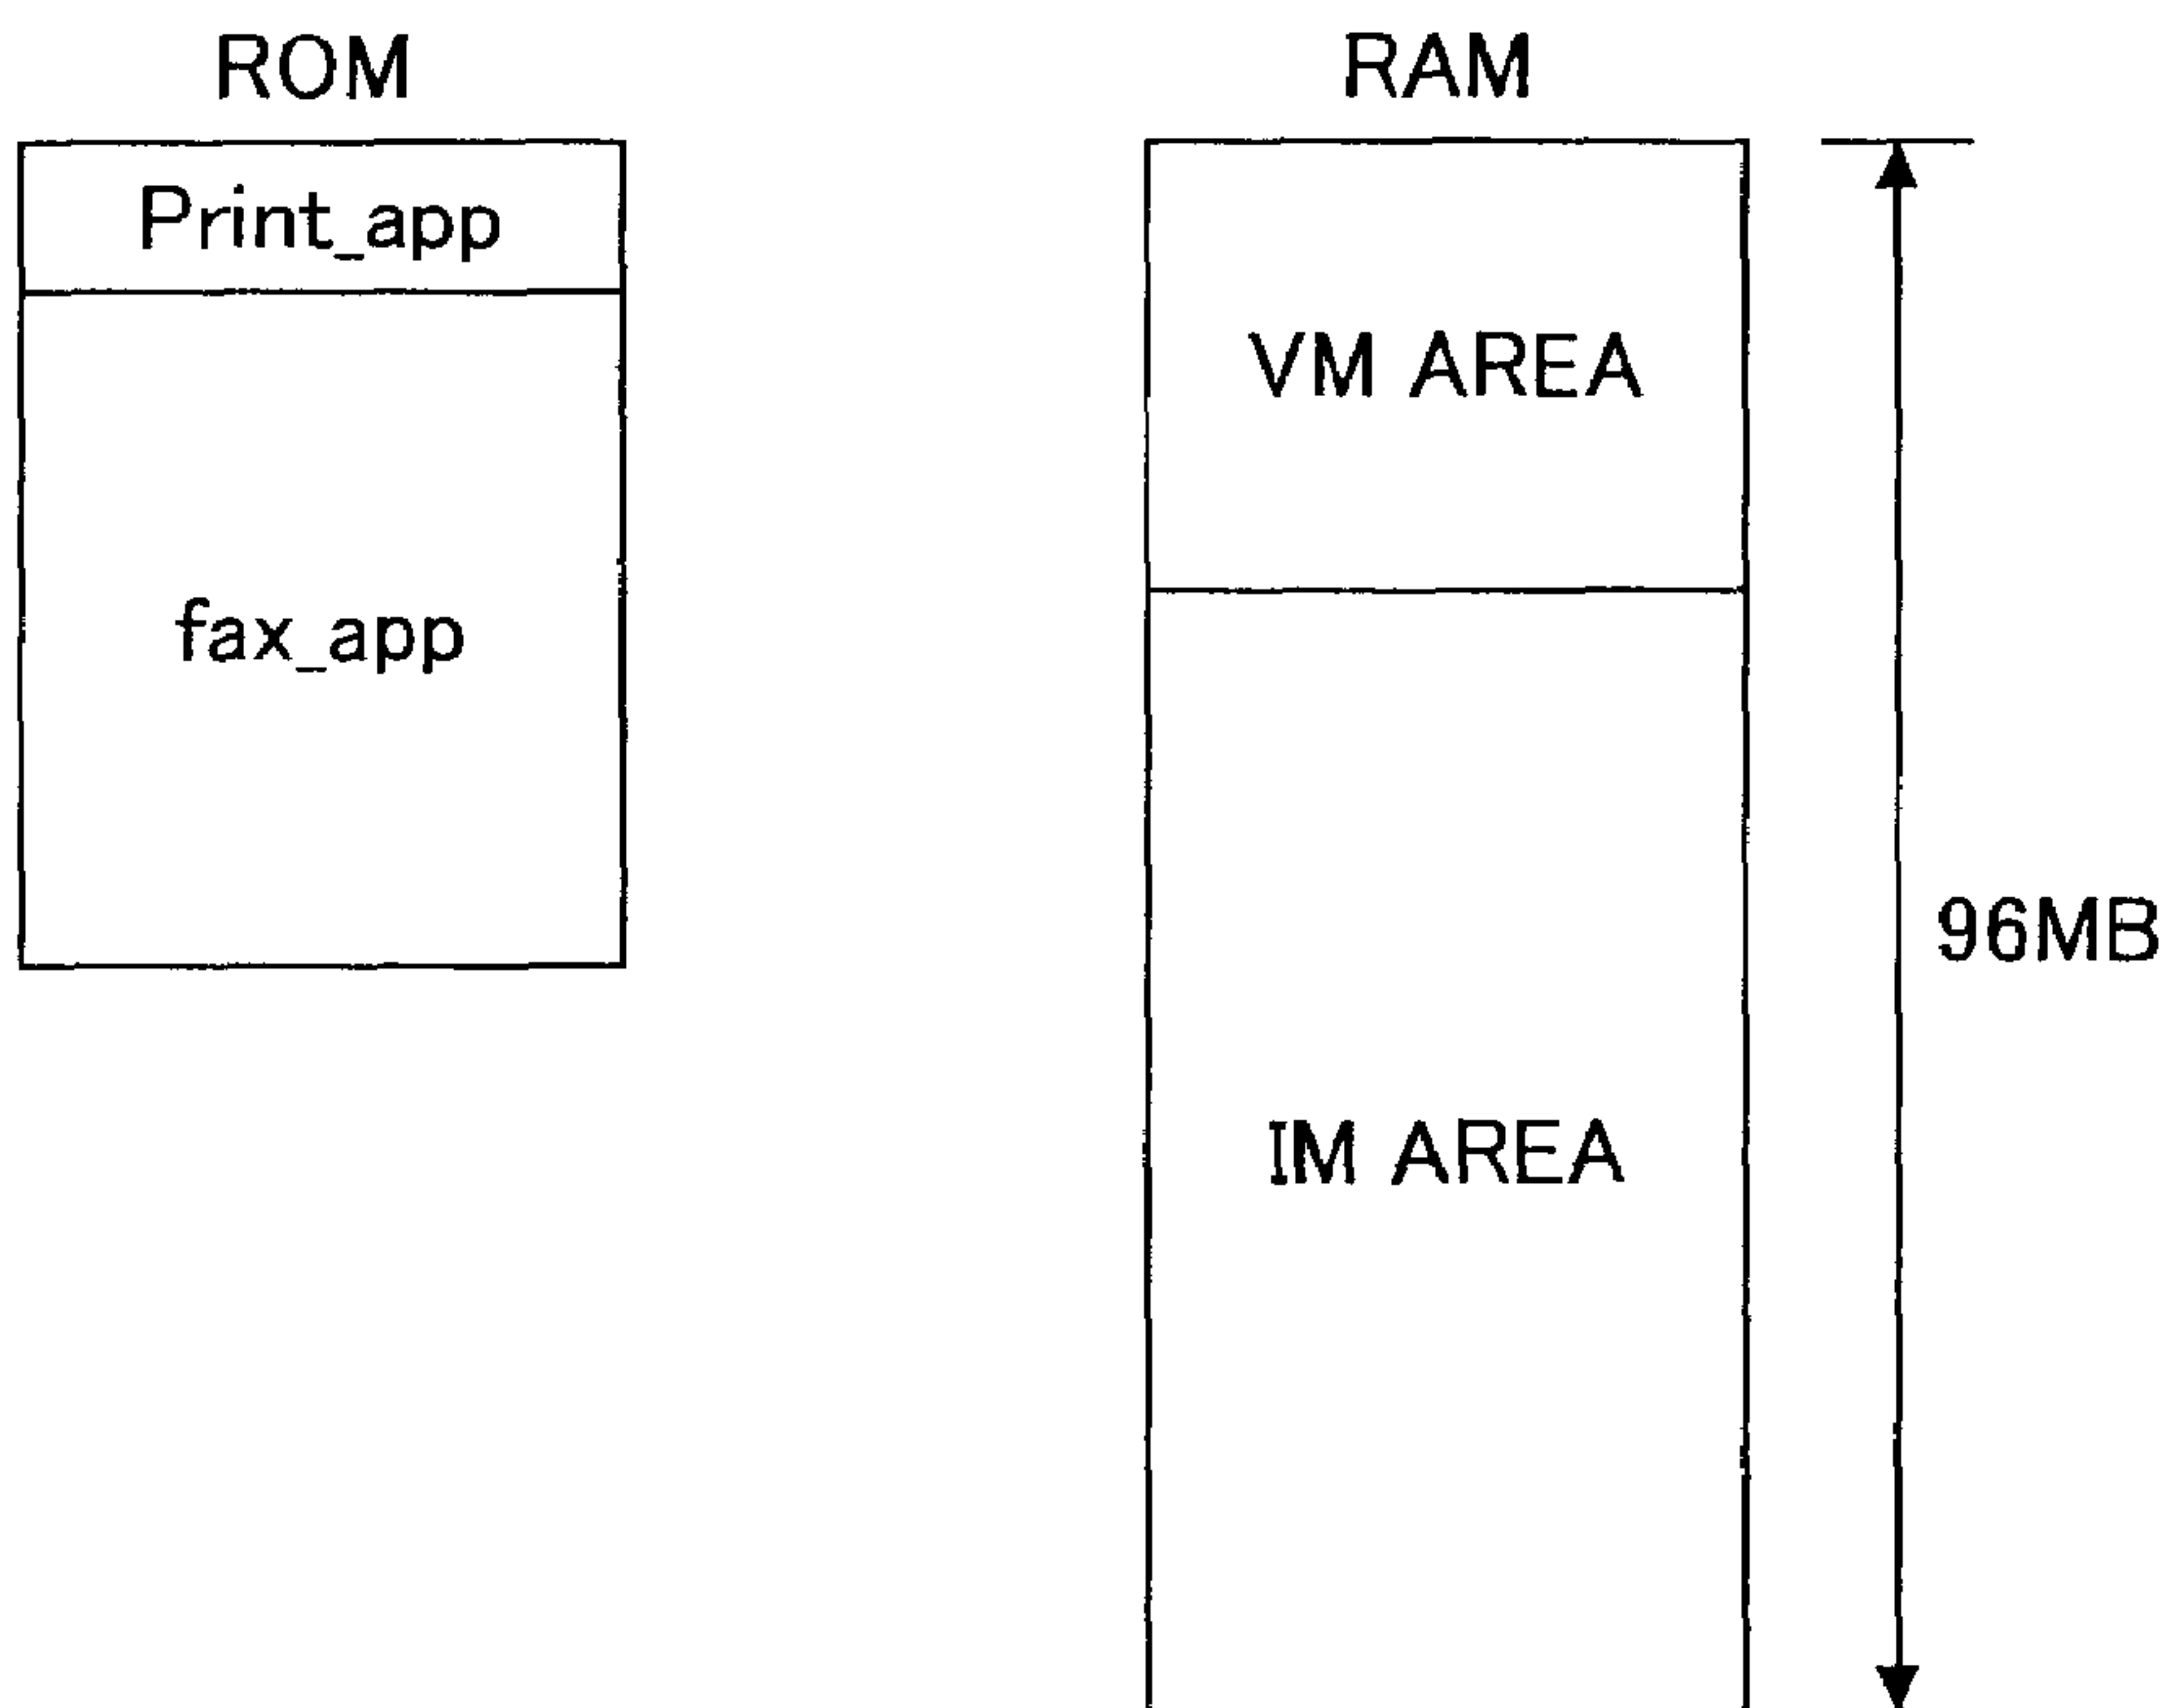 ROM
RAM
Print_app
VM AREA
fax_app
96MB
IM AREA